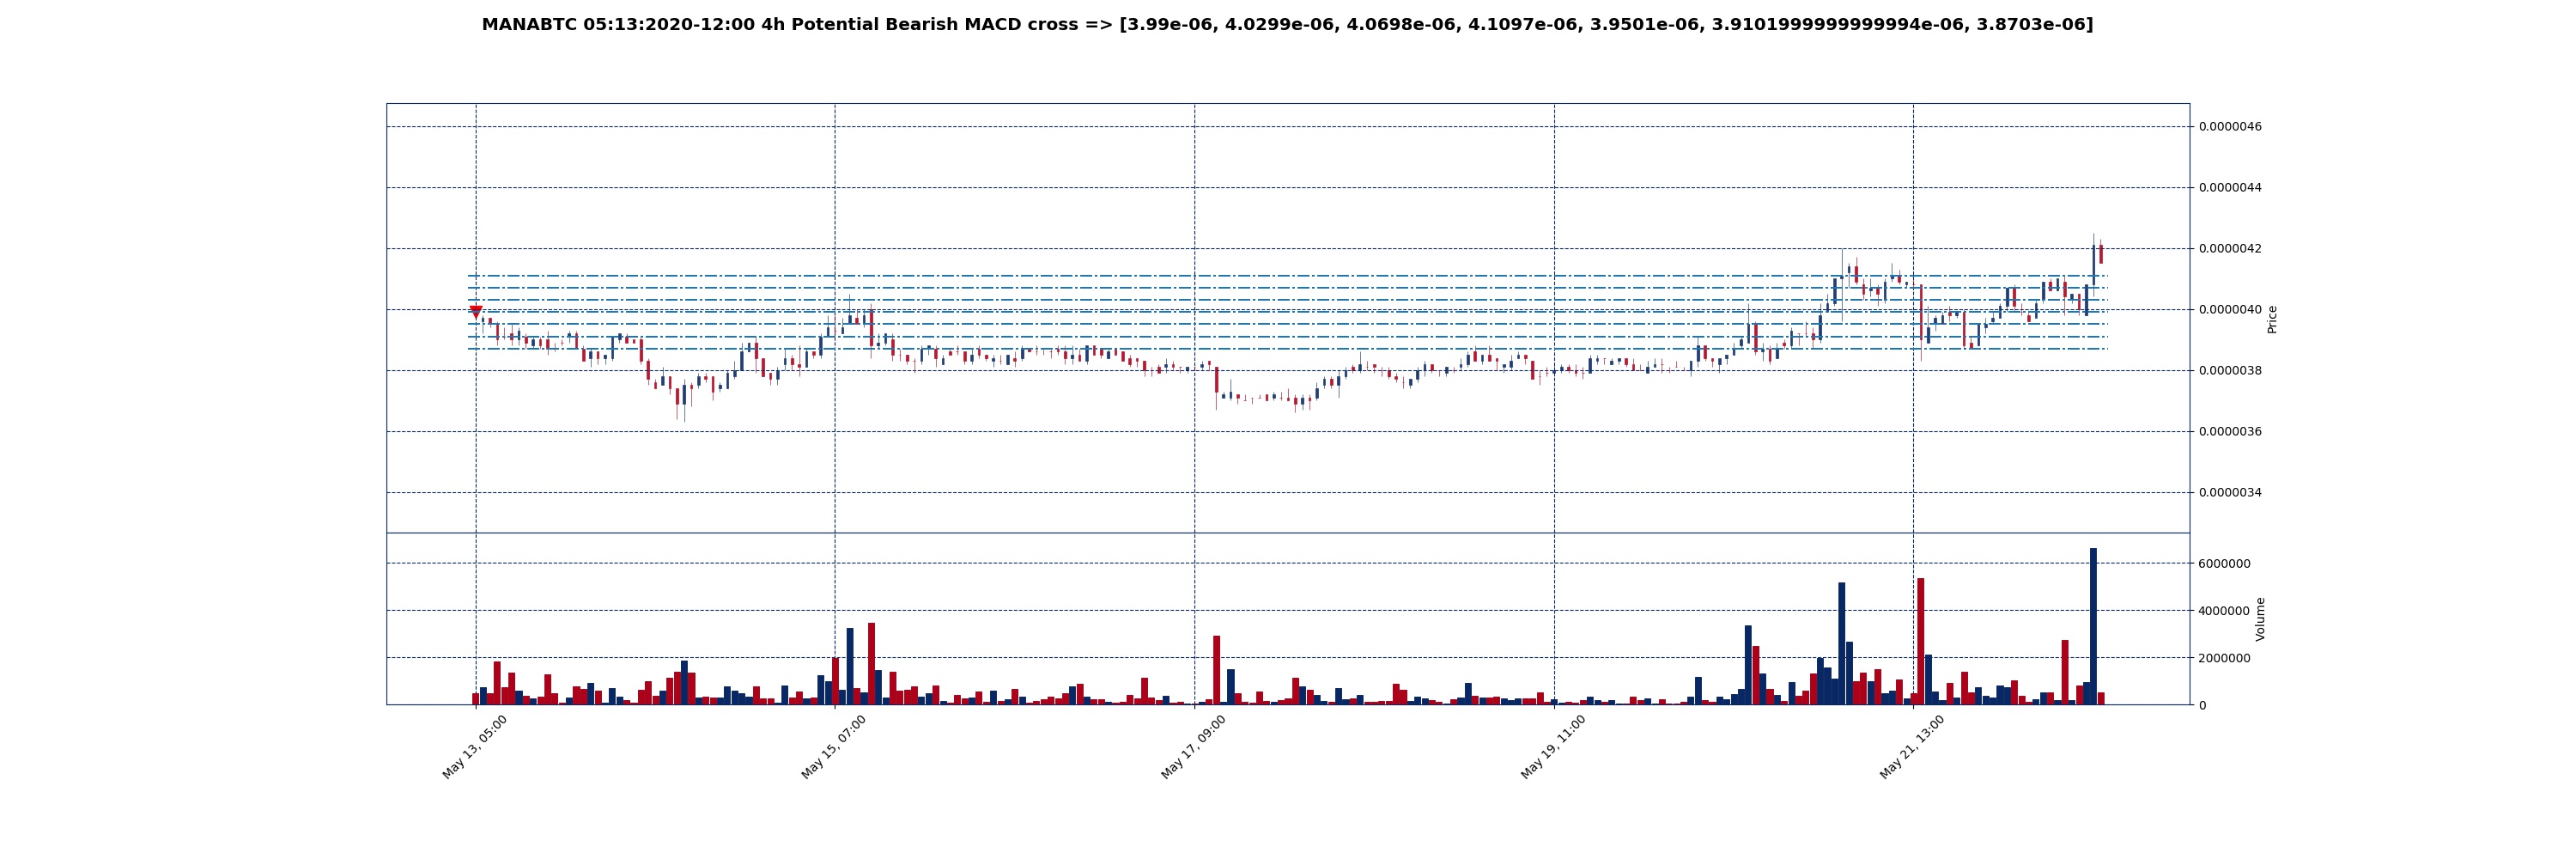 MANABTC 05:13:2020-12:00 4h Potential Bearish MACD cross => [3.99e-06, 4.0299e-06, 4.0698e-06, 4.1097e-06, 3.9501e-06, 3.9101999999999994e-06, 3.8703e-06]
0.0000046
0.0000044
0.0000042
0.0000040
0.0000038
0.0000036
0.0000034
Price
6000000
4000000
2000000
0
Volume
May 13, 05:00
May 15, 07:00
May 17, 09:00
May 19, 11:00
May 21, 13:00